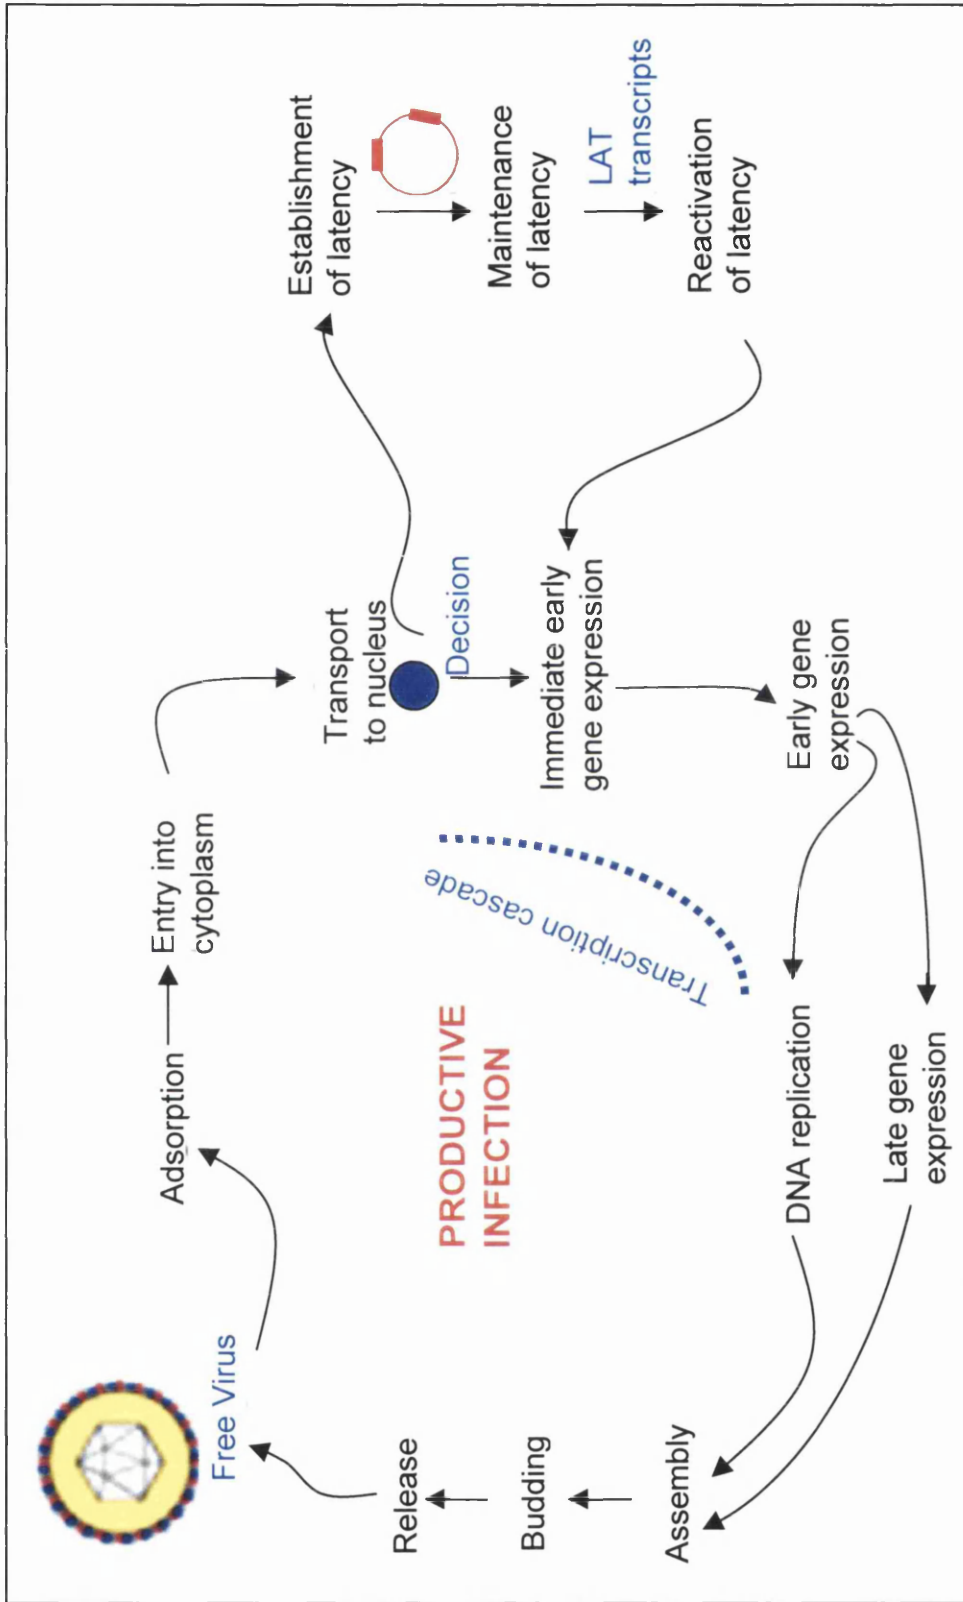 Free Virus
Adsorption
Entry into
cytoplasm
Transport
to nucleus
Decision
Establishment
of latency
Maintenance
of latency
LAT
transcripts
Reactivation
of latency
Immediate early
gene expression
Transcription cascade
Early gene
expression
DNA replication
Late gene
expression
Assembly
Budding
Release
PRODUCTIVE
INFECTION